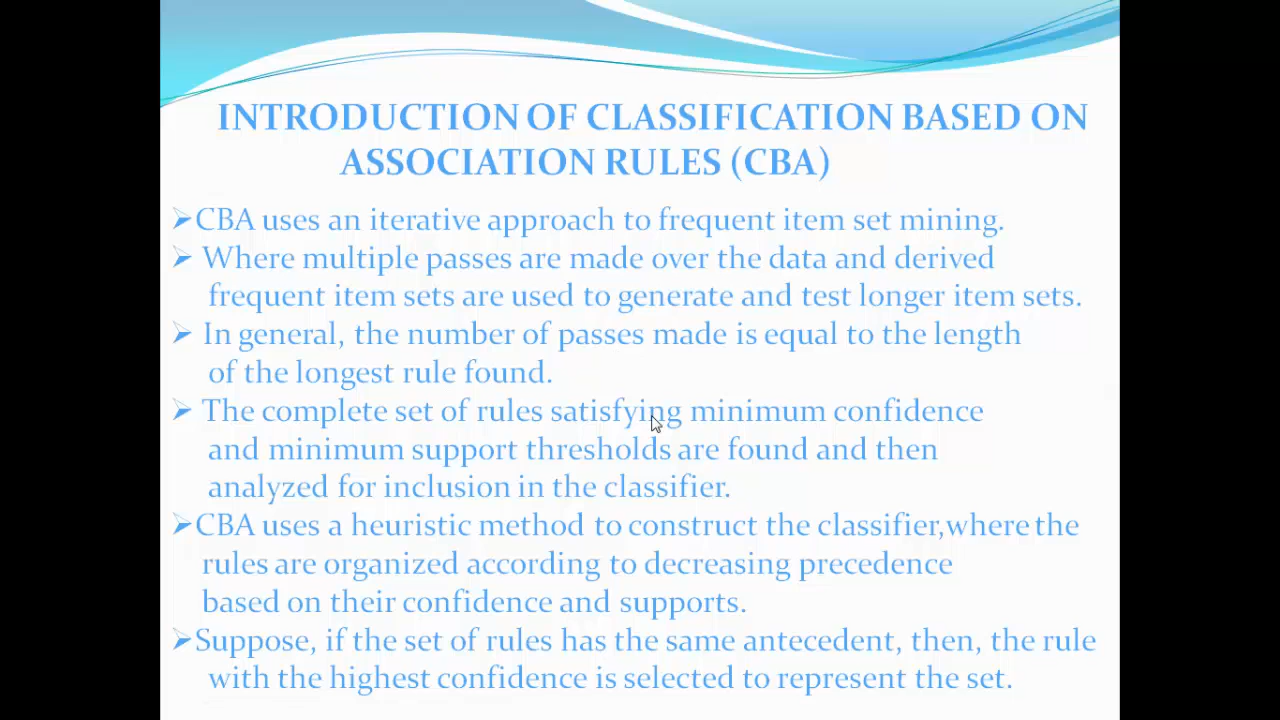 INTRODUCTION OF CLASSIFICATION BASED ON
ASSOCIATION RULES (CBA)
➢CBA uses an iterative approach to frequent item set mining.
➢ Where multiple passes are made over the data and derived
frequent item sets are used to generate and test longer item sets.
➢ In general, the number of passes made is equal to the length
of the longest rule found.
➢ The complete set of rules satisfying minimum confidence
and minimum support thresholds are found and then
analyzed for inclusion in the classifier.
➢CBA uses a heuristic method to construct the classifier,where the
rules are organized according to decreasing precedence
based on their confidence and supports.
➢Suppose, if the set of rules has the same antecedent, then, the rule
with the highest confidence is selected to represent the set.